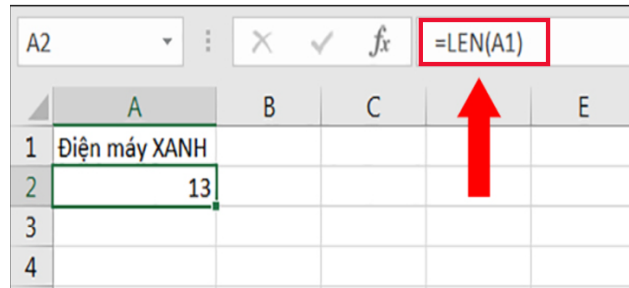 A2 fx =LEN(A1)
A B C E
1 Điện máy XANH
2 13
3
4